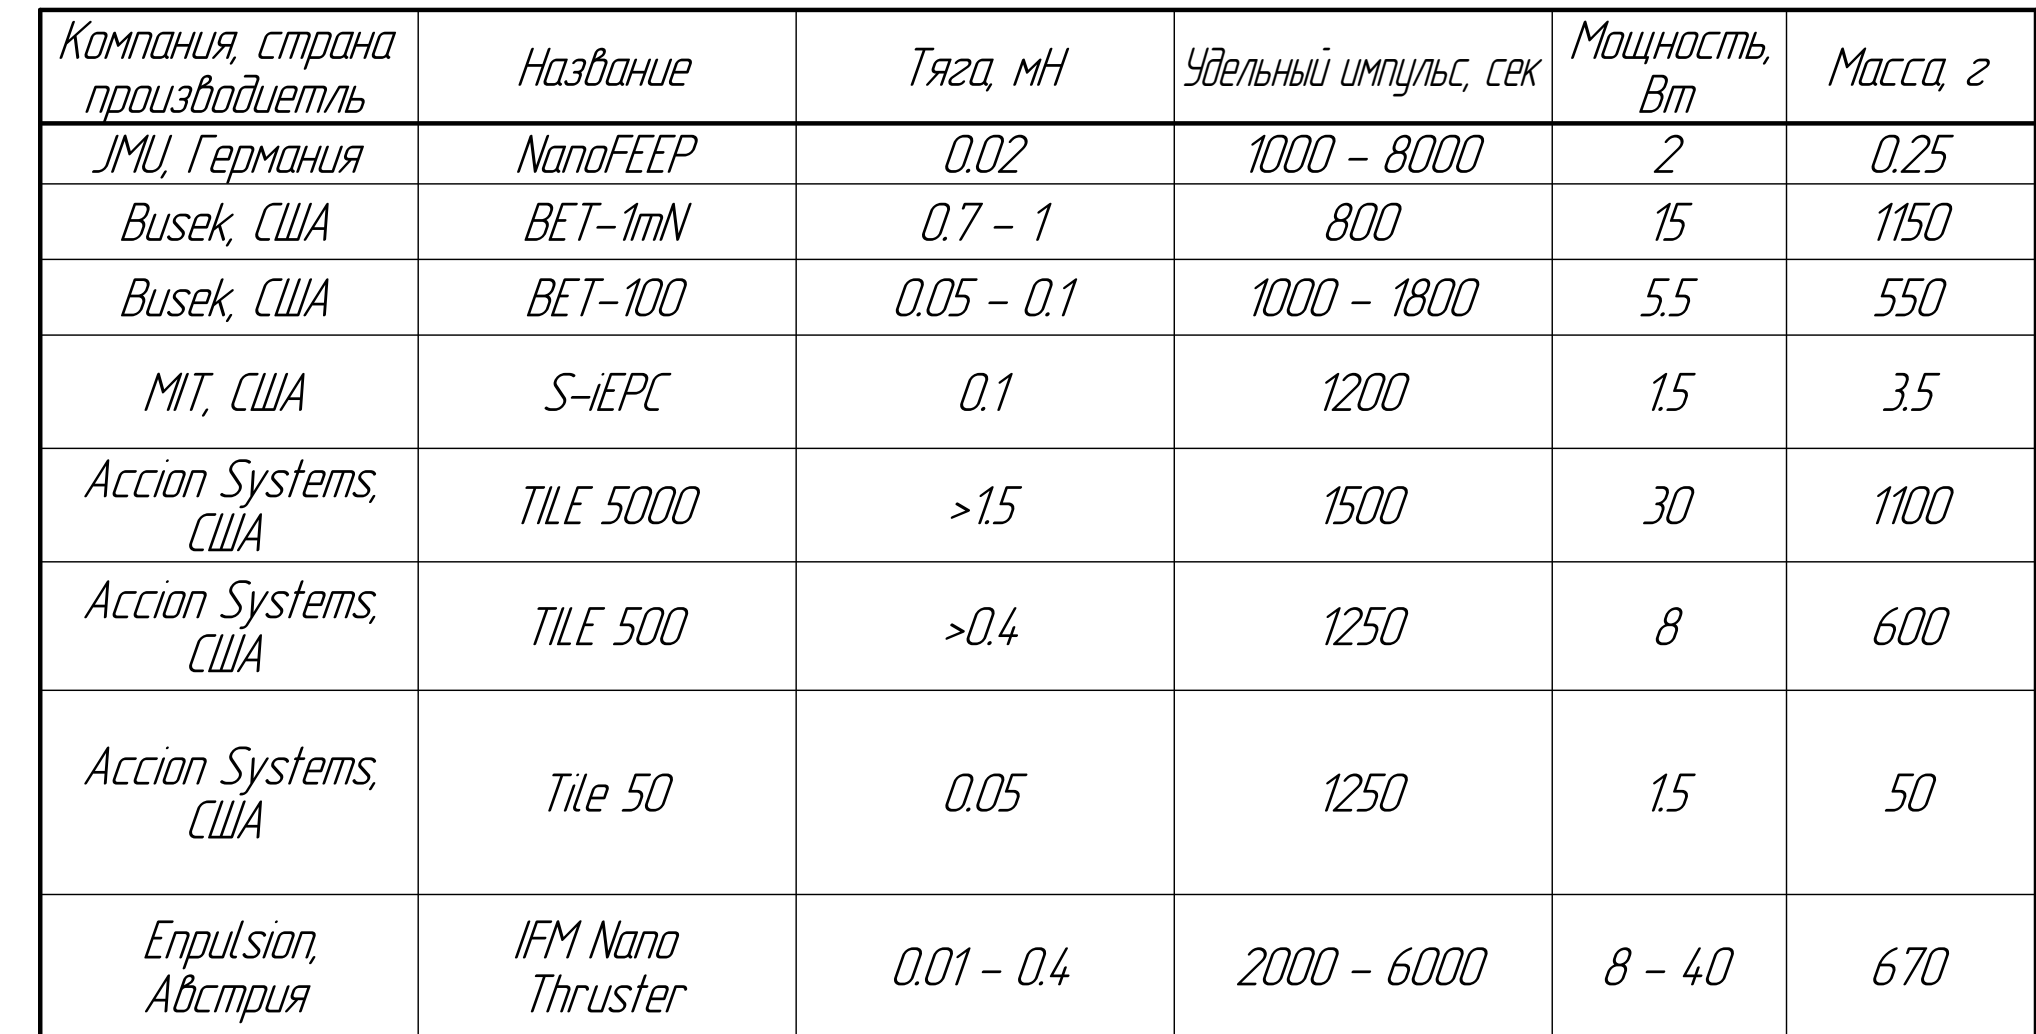 Компания, страна
производиетль
Название
Тяга, мН
Удельный импульс, сек
Мощность,
Вт
Масса, г
JMU, Германия
NanoFEEP
0.02
1000 – 8000
2
0.25
Busek, США
BET-1mN
0.7 – 1
800
15
1150
Busek, США
BET-100
0.05 – 0.1
1000 – 1800
5.5
550
MIT, США
S-iEPC
0.1
1200
1.5
3.5
Accion Systems,
США
TILE 5000
>1.5
1500
30
1100
Accion Systems,
США
TILE 500
>0.4
1250
8
600
Accion Systems,
США
Tile 50
0.05
1250
1.5
50
Enpulsion,
Австрия
IFM Nano
Thruster
0.01 – 0.4
2000 – 6000
8 – 40
670